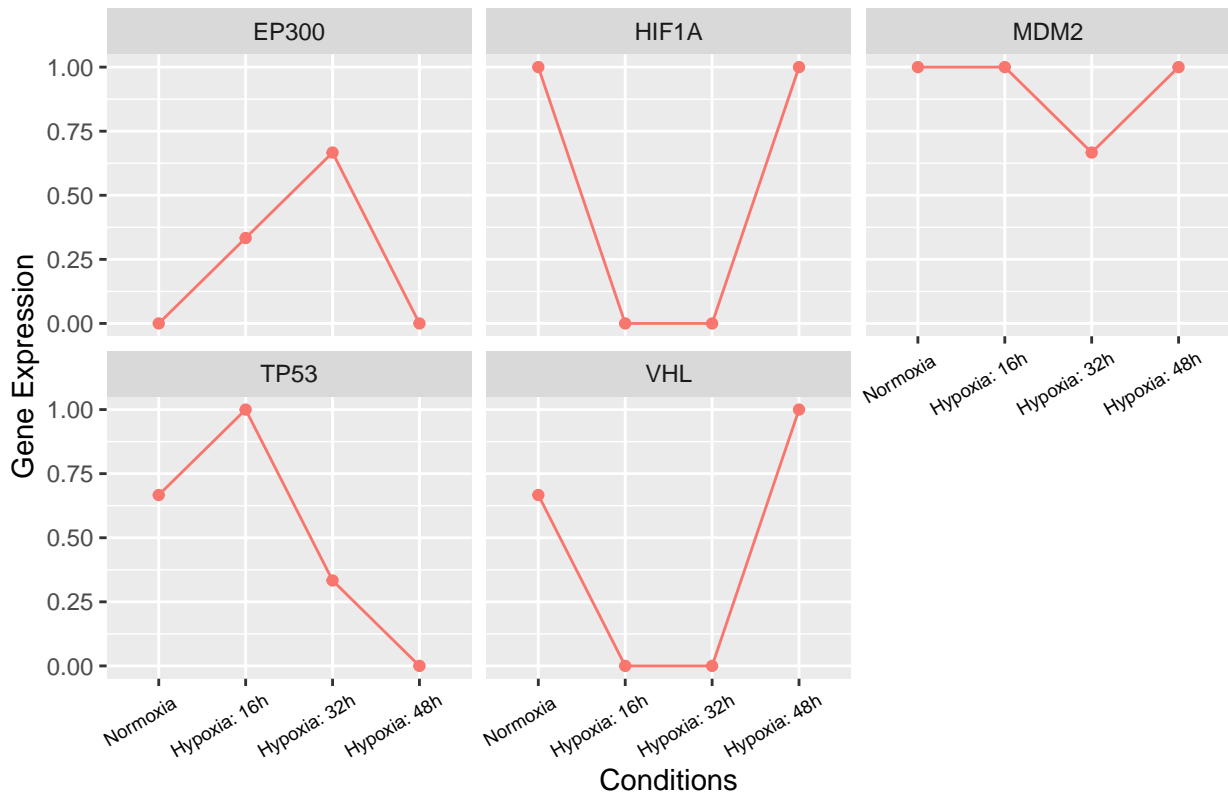 EP300
HIF1A
MDM2
1.00
0.75
0.50
0.25
0.00
Normoxia
Hypoxia: 16h
Hypoxia: 32h
Hypoxia: 48h
TP53
VHL
1.00
0.75
0.50
0.25
0.00
Normoxia
Hypoxia: 16h
Hypoxia: 32h
Hypoxia: 48h
Normoxia
Hypoxia: 16h
Hypoxia: 32h
Hypoxia: 48h
Gene Expression
Conditions